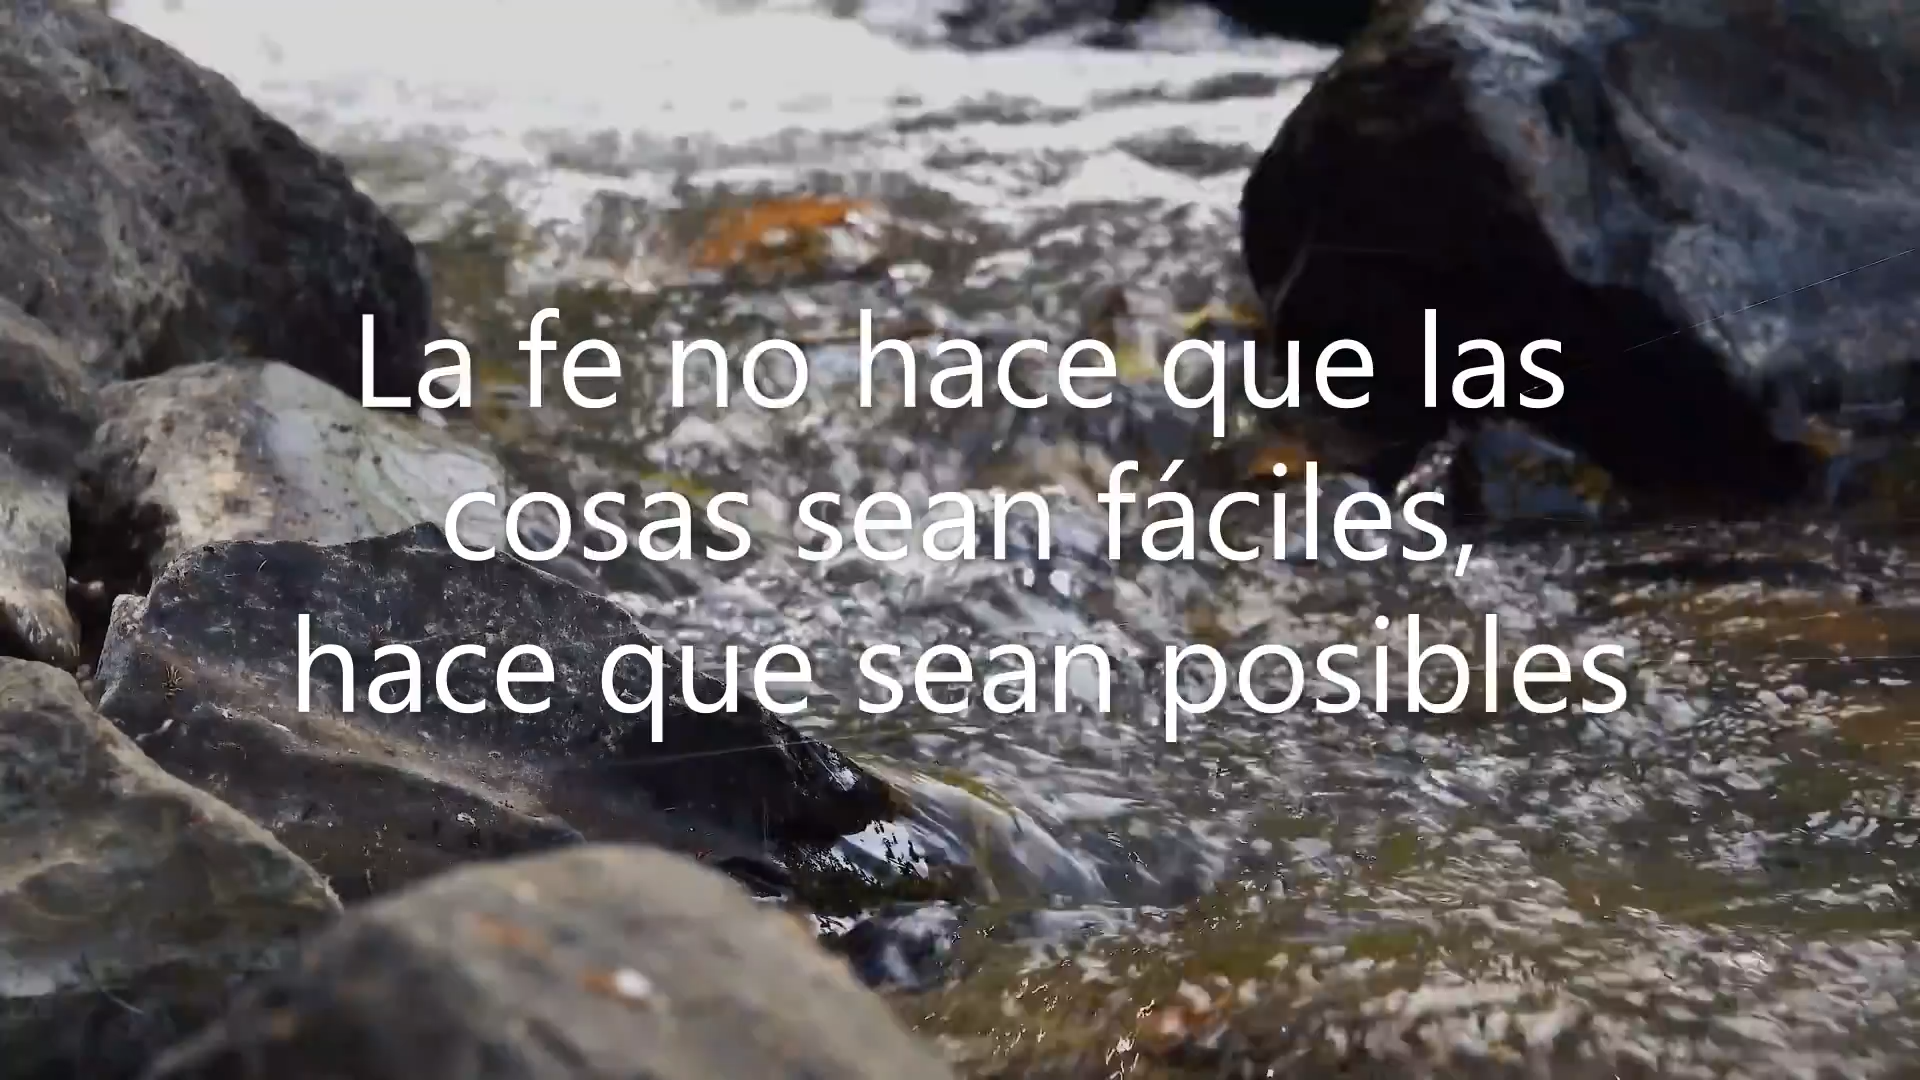 La fe no hace que las
cosas sean fáciles,
hace que sean posibles